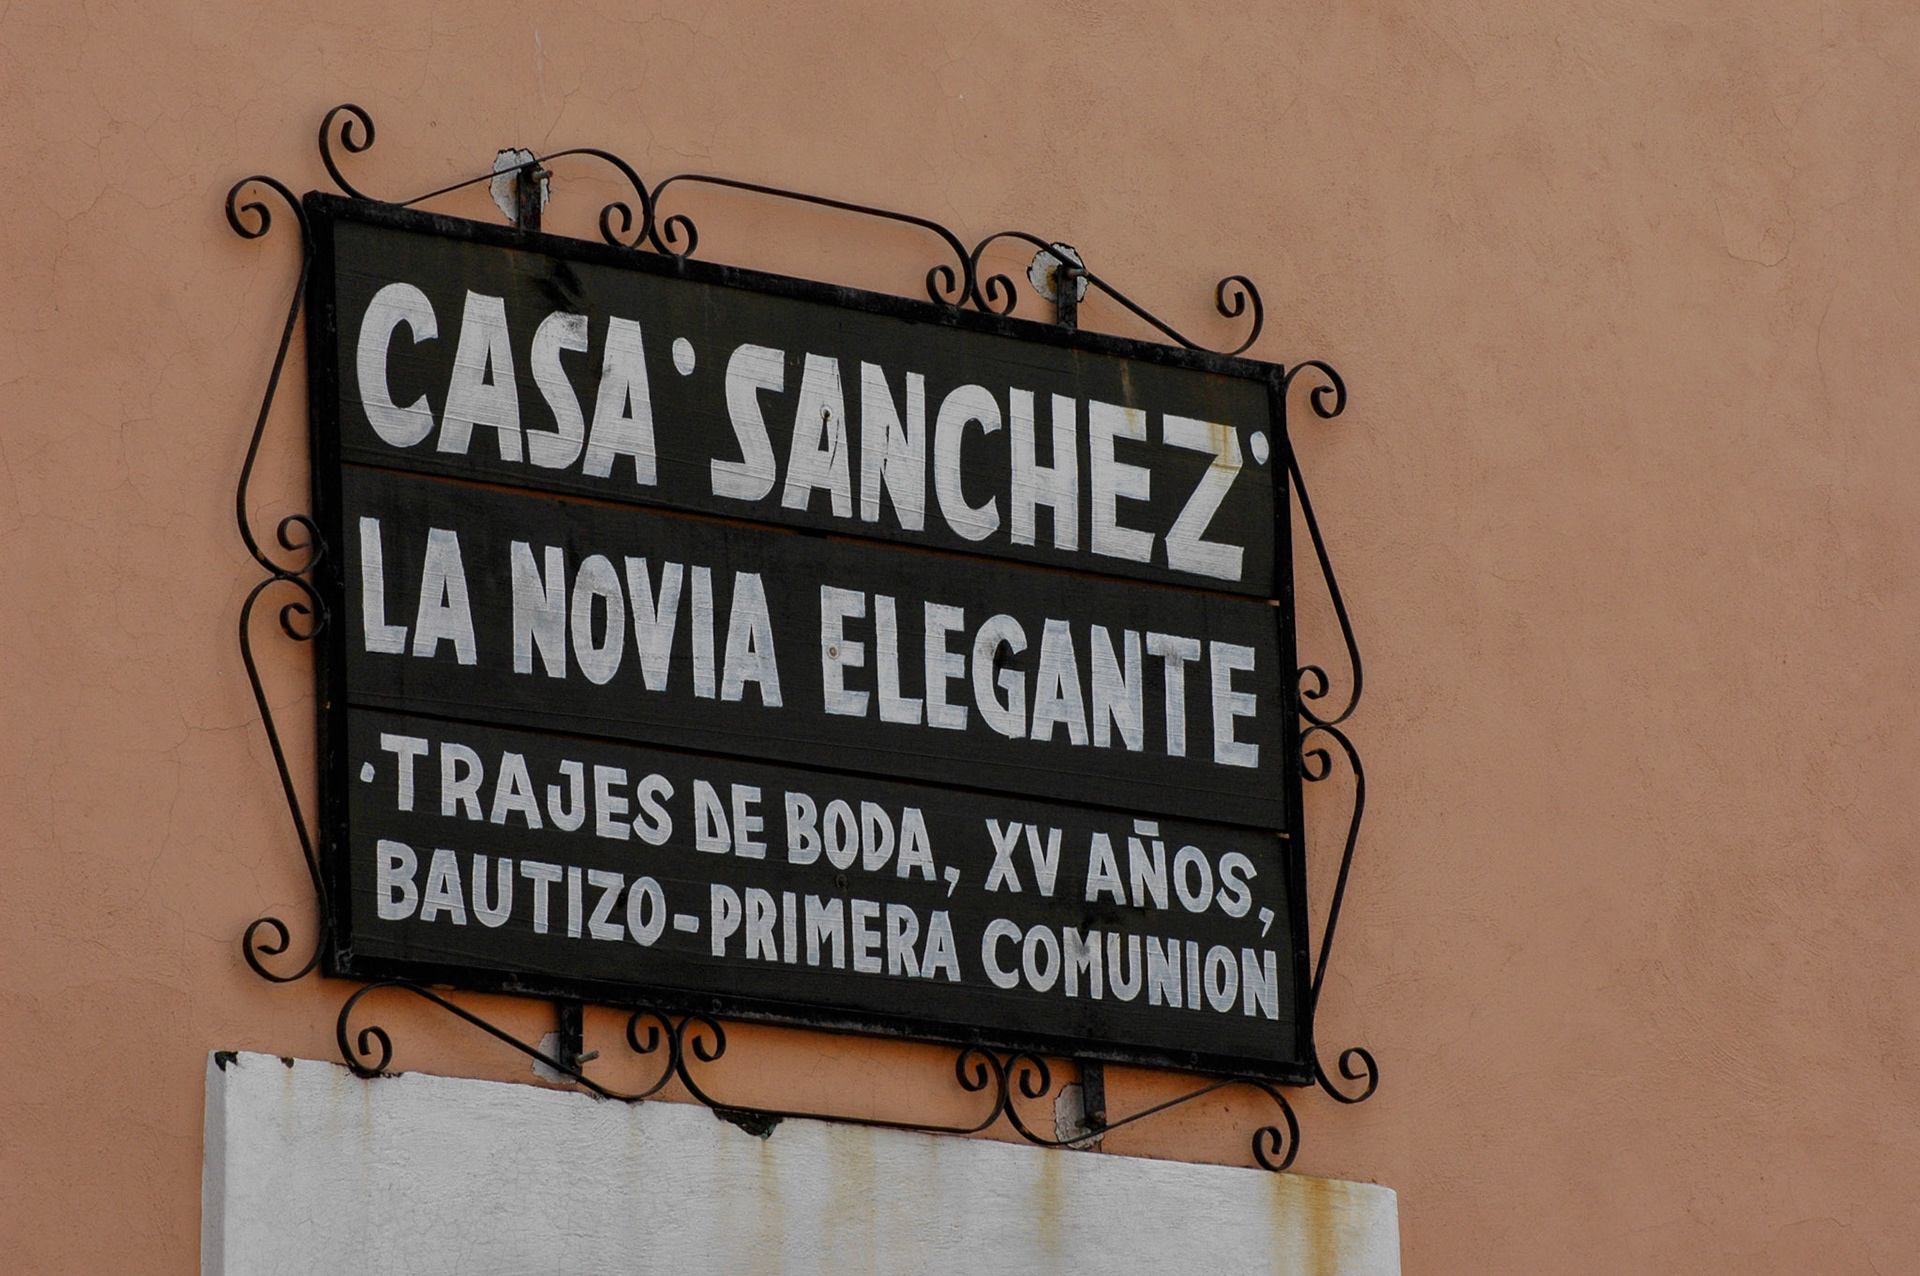 CASA · SANCHEZ ·
LA NOVIA ELEGANTE
· TRAJES DE BODA, XV AÑOS,
BAUTIZO-PRIMERA COMUNION